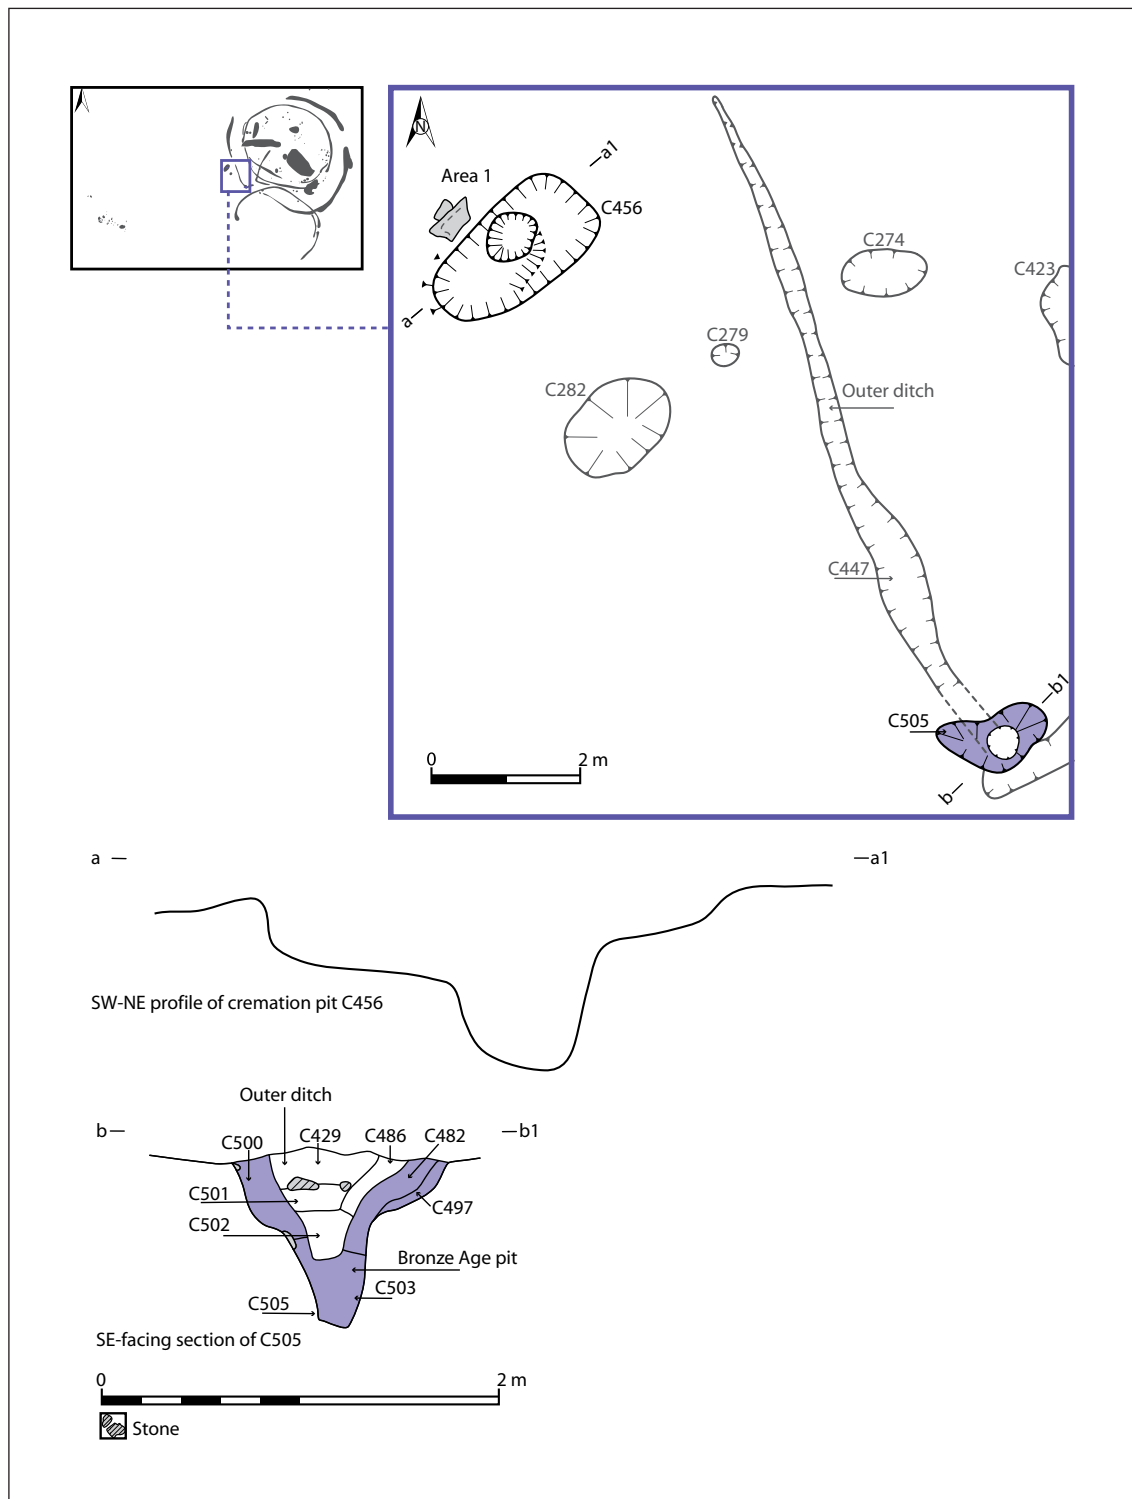 N
a1
Area 1
C456
C274
C423
a
C279
C282
Outer ditch
C447
b1
C505
0 2 m
b
a a1
SW-NE profile of cremation pit C456
Outer ditch
b b1
C500 C429 C486 C482
C501
C497
C502
Bronze Age pit
C503
C505
SE-facing section of C505
0 2 m
Stone